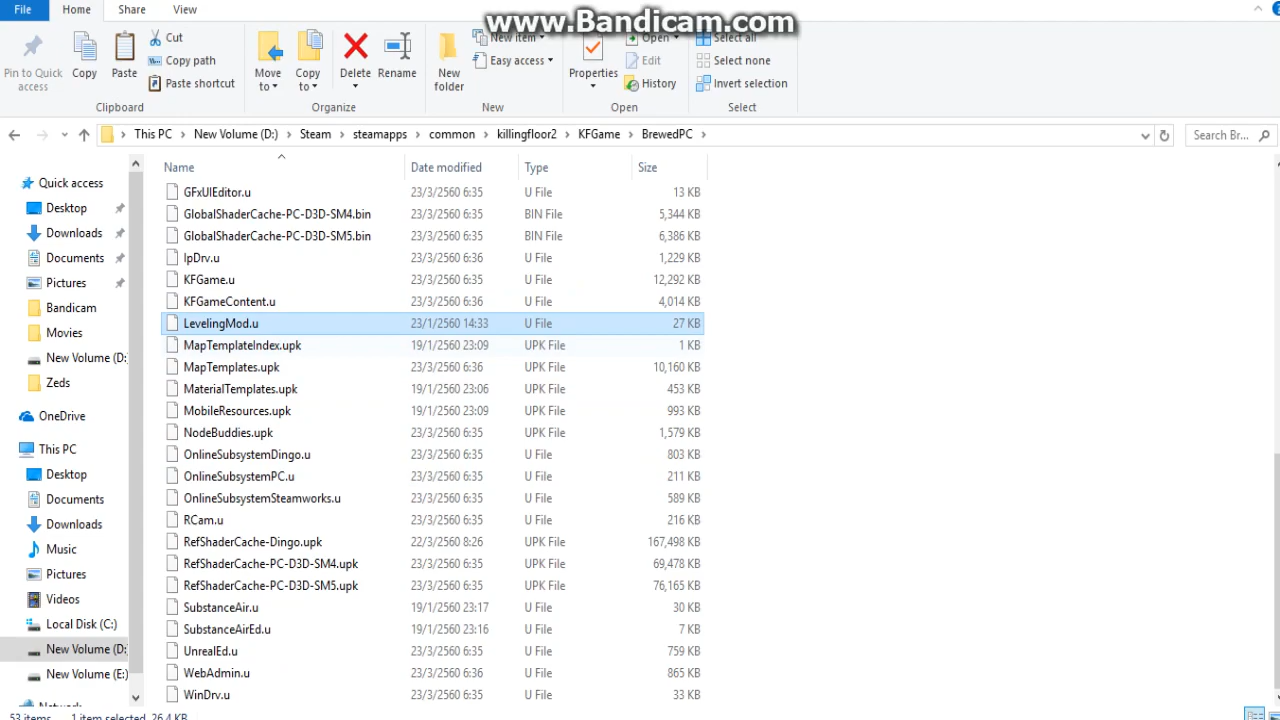 File Home Share View
www.Bandicam.com
Pin to Quick access
Copy
Paste
Cut
Copy path
Paste shortcut
Clipboard
Move to
Copy to
Delete
Rename
Organize
New folder
New item
Easy access
New
Properties
Open
Edit
History
Open
Select all
Select none
Invert selection
Select
This PC > New Volume (D:) > Steam > steamapps > common > killingfloor2 > KFGame > BrewedPC >
Search Br...
Quick access
Desktop
Downloads
Documents
Pictures
Bandicam
Movies
New Volume (D:
Zeds
OneDrive
This PC
Desktop
Documents
Downloads
Music
Pictures
Videos
Local Disk (C:)
New Volume (D:
New Volume (E:)
Network
Name Date modified Type Size
GFxUIEditor.u 23/3/2560 6:35 U File 13 KB
GlobalShaderCache-PC-D3D-SM4.bin 23/3/2560 6:35 BIN File 5,344 KB
GlobalShaderCache-PC-D3D-SM5.bin 23/3/2560 6:35 BIN File 6,386 KB
IpDrv.u 23/3/2560 6:36 U File 1,229 KB
KFGame.u 23/3/2560 6:35 U File 12,292 KB
KFGameContent.u 23/3/2560 6:36 U File 4,014 KB
LevelingMod.u 23/1/2560 14:33 U File 27 KB
MapTemplateIndex.upk 19/1/2560 23:09 UPK File 1 KB
MapTemplates.upk 23/3/2560 6:36 UPK File 10,160 KB
MaterialTemplates.upk 19/1/2560 23:06 UPK File 453 KB
MobileResources.upk 19/1/2560 23:09 UPK File 993 KB
NodeBuddies.upk 23/3/2560 6:35 UPK File 1,579 KB
OnlineSubsystemDingo.u 23/3/2560 6:35 U File 803 KB
OnlineSubsystemPC.u 23/3/2560 6:35 U File 211 KB
OnlineSubsystemSteamworks.u 23/3/2560 6:35 U File 589 KB
RCam.u 23/3/2560 6:35 U File 216 KB
RefShaderCache-Dingo.upk 22/3/2560 8:26 UPK File 167,498 KB
RefShaderCache-PC-D3D-SM4.upk 23/3/2560 6:35 UPK File 69,478 KB
RefShaderCache-PC-D3D-SM5.upk 23/3/2560 6:35 UPK File 76,165 KB
SubstanceAir.u 19/1/2560 23:17 U File 30 KB
SubstanceAirEd.u 19/1/2560 23:16 U File 7 KB
UnrealEd.u 23/3/2560 6:35 U File 759 KB
WebAdmin.u 23/3/2560 6:36 U File 865 KB
WinDrv.u 23/3/2560 6:35 U File 33 KB
53 items 1 item selected 26.4 KB